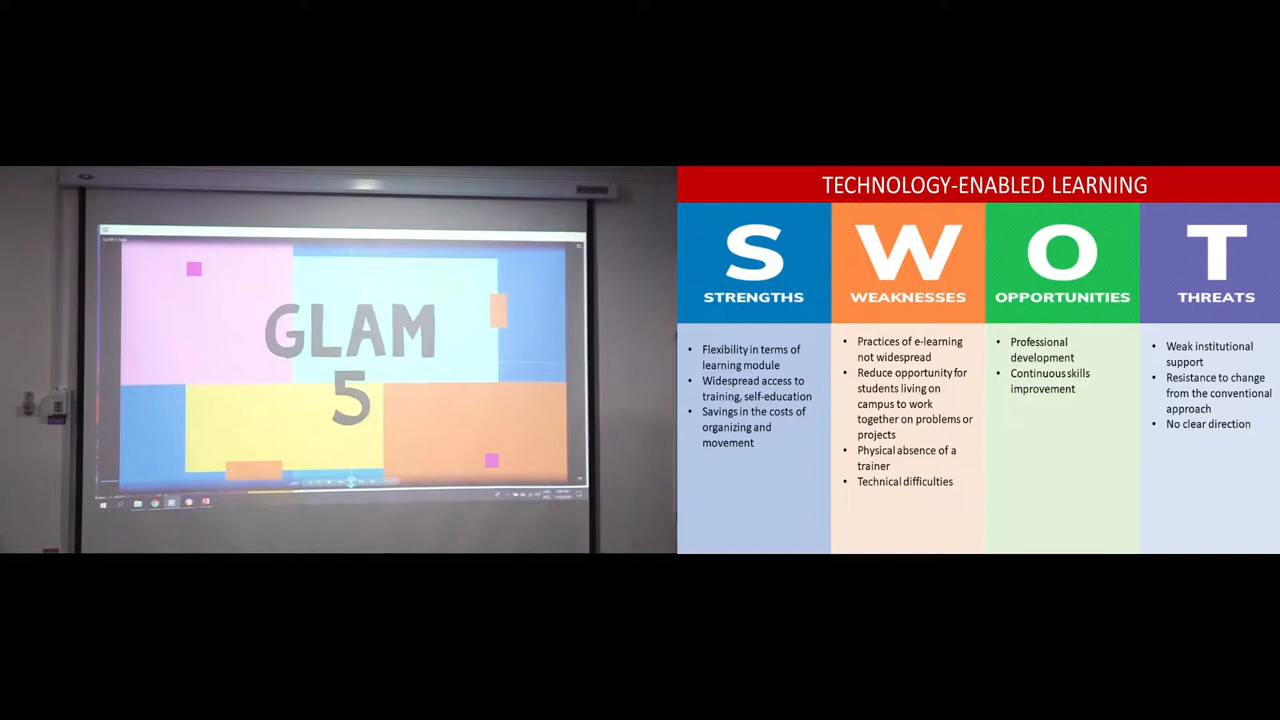 GLAM
5
TECHNOLOGY-ENABLED LEARNING
S
STRENGTHS
• Flexibility in terms of
learning module
• Widespread access to
training, self-education
• Savings in the costs of
organizing and
movement
W
WEAKNESSES
• Practices of e-learning
not widespread
• Reduce opportunity for
students living on
campus to work
together on problems or
projects
• Physical absence of a
trainer
• Technical difficulties
O
OPPORTUNITIES
• Professional
development
• Continuous skills
improvement
T
THREATS
• Weak institutional
support
• Resistance to change
from the conventional
approach
• No clear direction